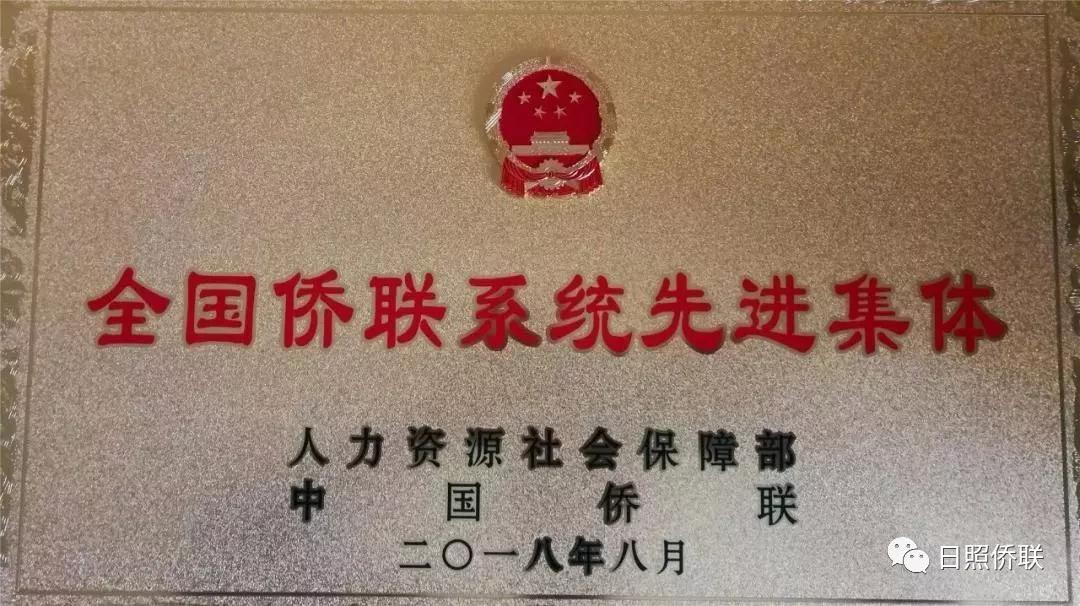 全国侨联系统先进集体
人力资源社会保障部
中国侨联
二〇一八年八月
日照侨联